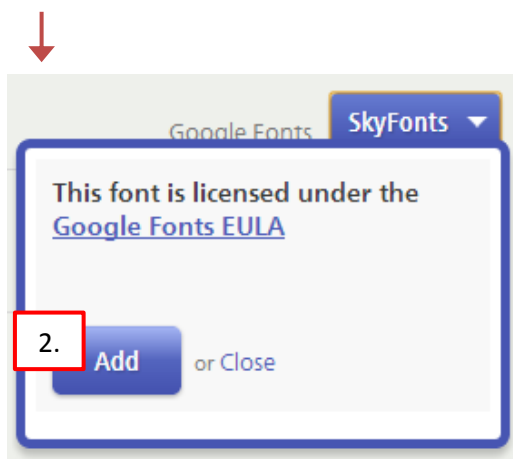 Google Fonts
SkyFonts
This font is licensed under the
Google Fonts EULA
2.
Add
or Close